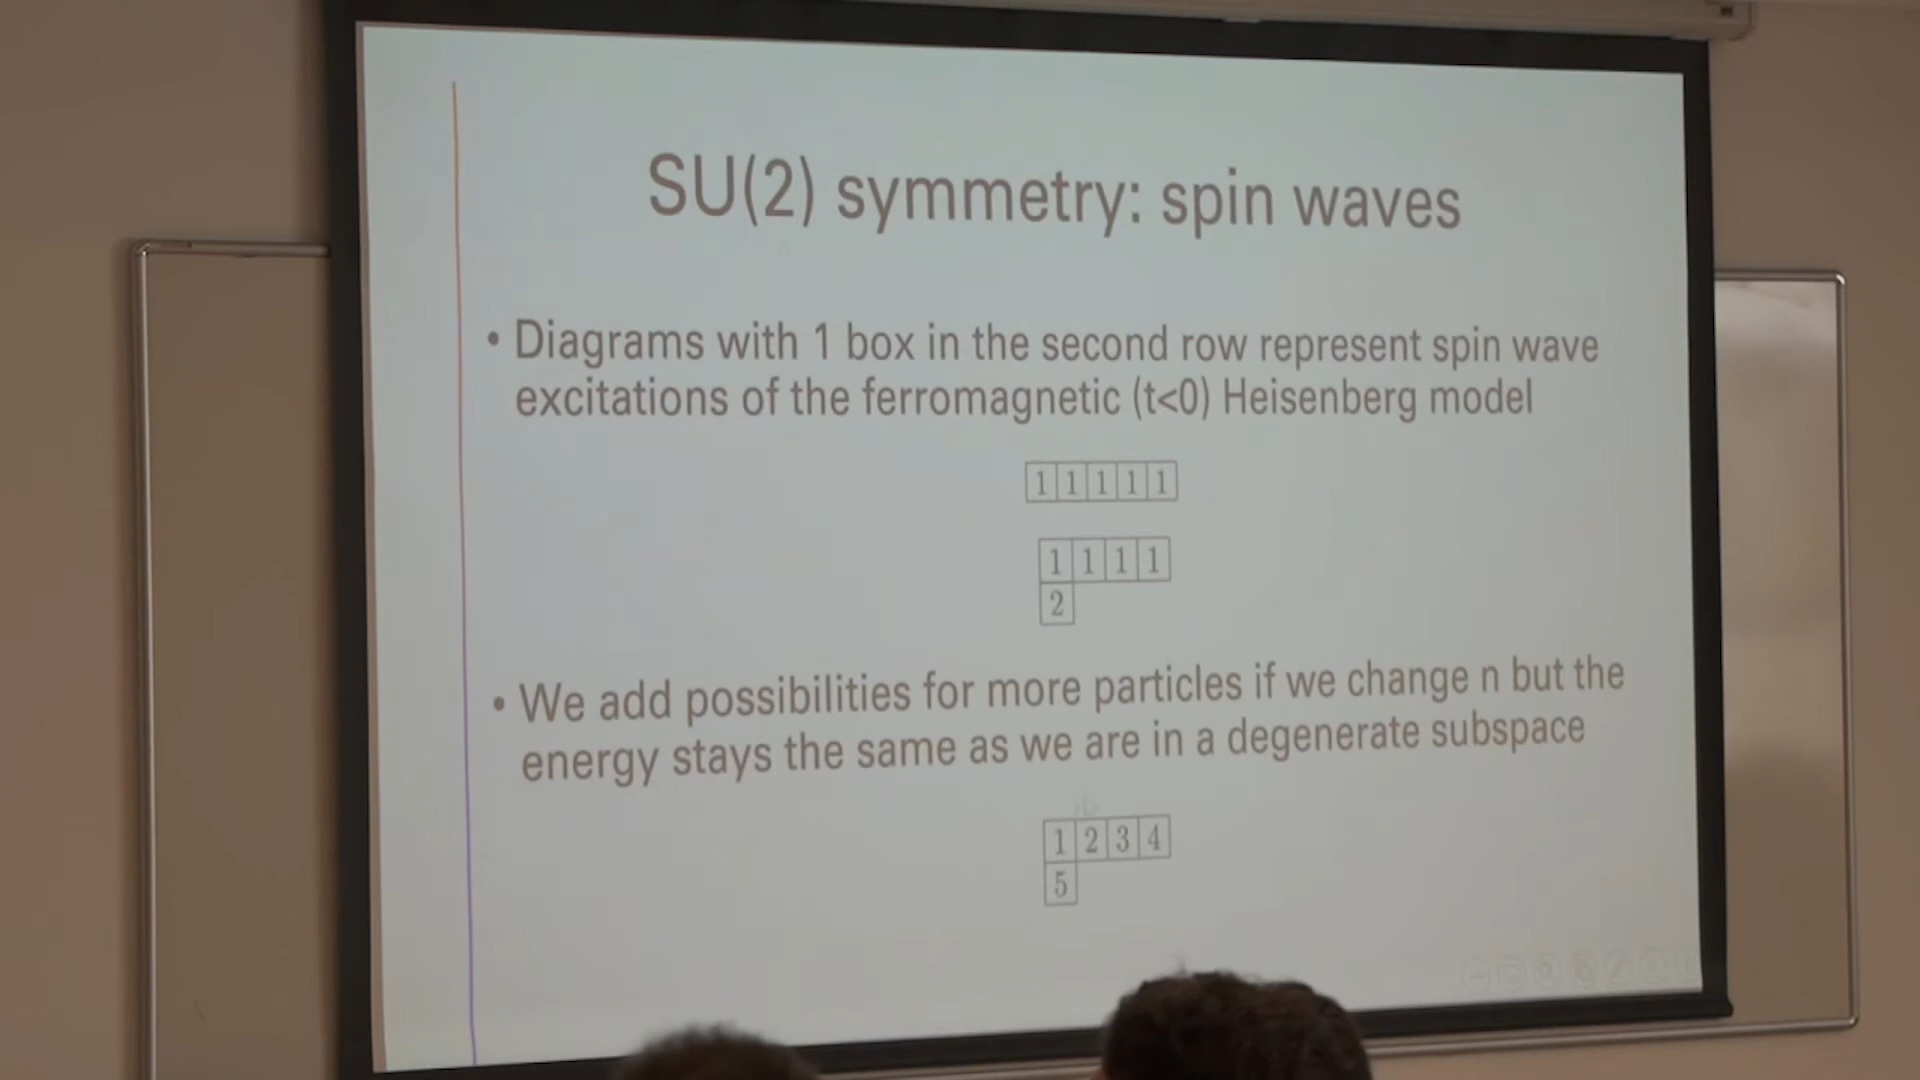 SU(2) symmetry: spin waves
• Diagrams with 1 box in the second row represent spin wave
excitations of the ferromagnetic (t<0) Heisenberg model
1 1 1 1 1
1 1 1 1
2
• We add possibilities for more particles if we change n but the
energy stays the same as we are in a degenerate subspace
1 2 3 4
5